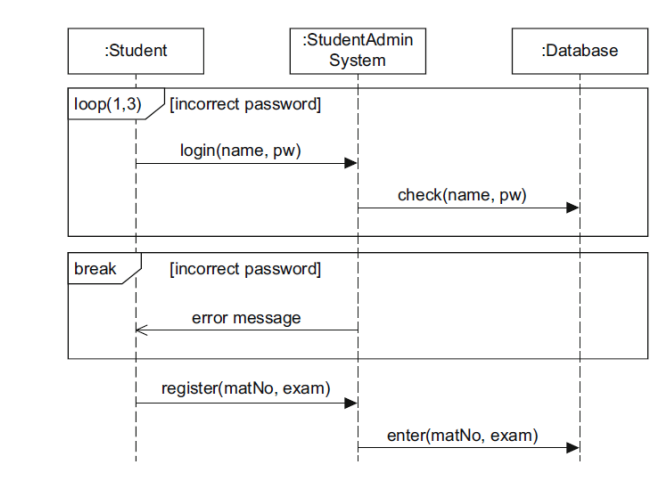 :Student
:StudentAdmin
System
:Database
loop(1,3) [incorrect password]
login(name, pw)
check(name, pw)
break [incorrect password]
error message
register(matNo, exam)
enter(matNo, exam)